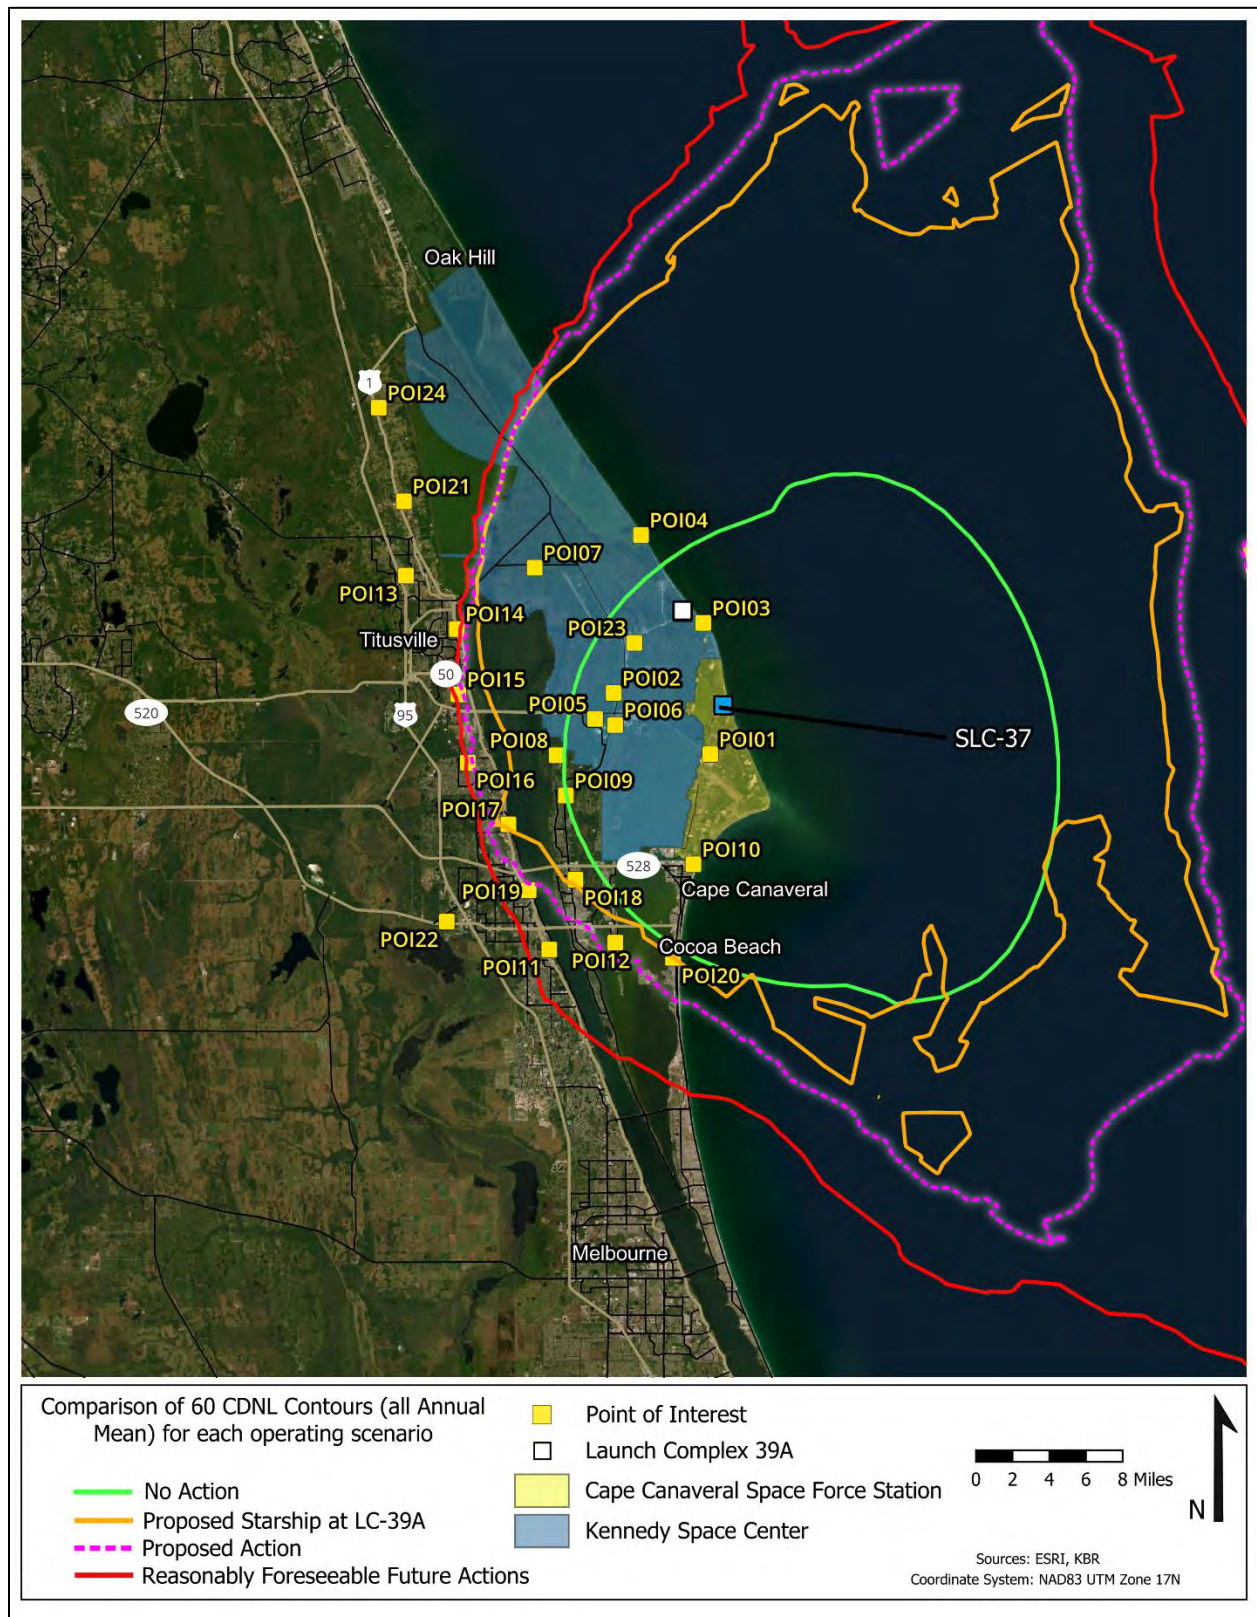 Oak Hill
1
POI24
POI21
POI04
POI07
POI13
POI14
POI03
POI23
Titusville
50
POI15
POI02
520
95
POI05
POI06
SLC-37
POI08
POI01
POI16
POI09
POI17
POI10
528
Cape Canaveral
POI19
POI18
POI22
POI11
POI12
Cocoa Beach
POI20
Melbourne
Comparison of 60 CDNL Contours (all Annual
Mean) for each operating scenario
No Action
Proposed Starship at LC-39A
Proposed Action
Reasonably Foreseeable Future Actions
Point of Interest
Launch Complex 39A
Cape Canaveral Space Force Station
Kennedy Space Center
0 2 4 6 8 Miles
N
Sources: ESRI, KBR
Coordinate System: NAD83 UTM Zone 17N